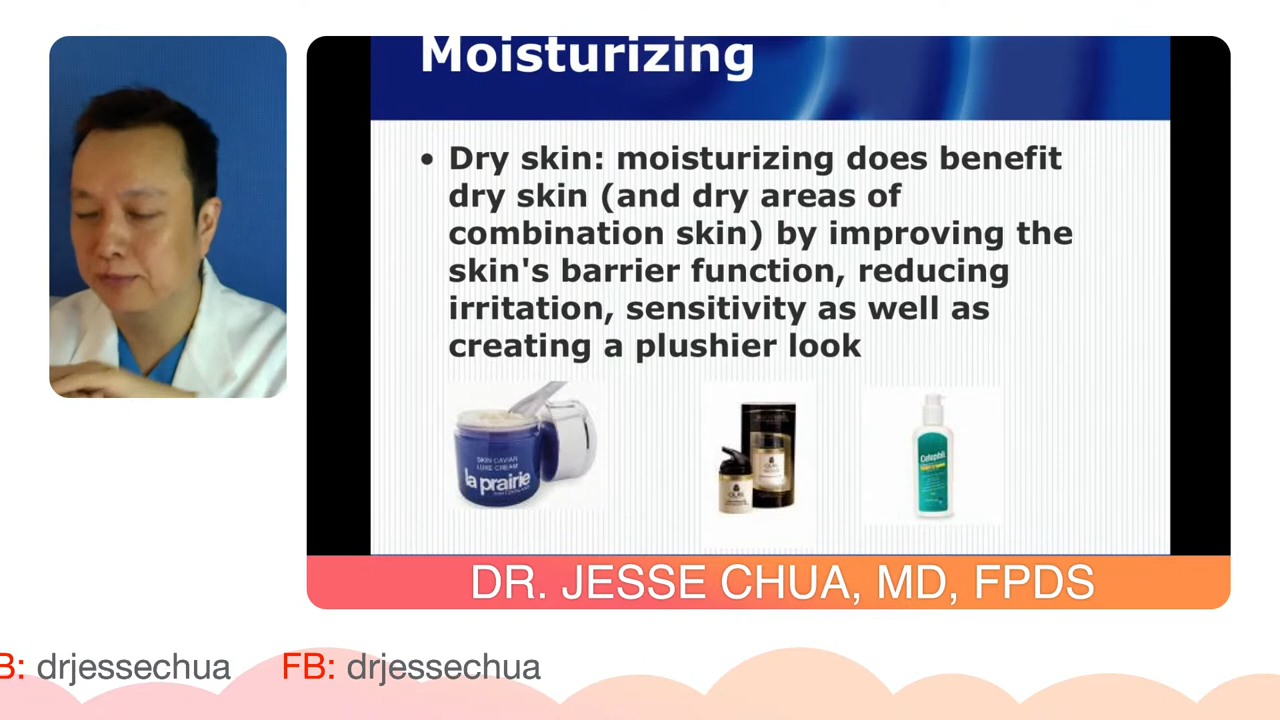 Moisturizing
• Dry skin: moisturizing does benefit
dry skin (and dry areas of
combination skin) by improving the
skin's barrier function, reducing
irritation, sensitivity as well as
creating a plushier look
SKIN CAVIAR
LUXE CREAM
la prairie
OLAY
OLAY
Cetaphil
DR. JESSE CHUA, MD, FPDS
B: drjessechua FB: drjessechua